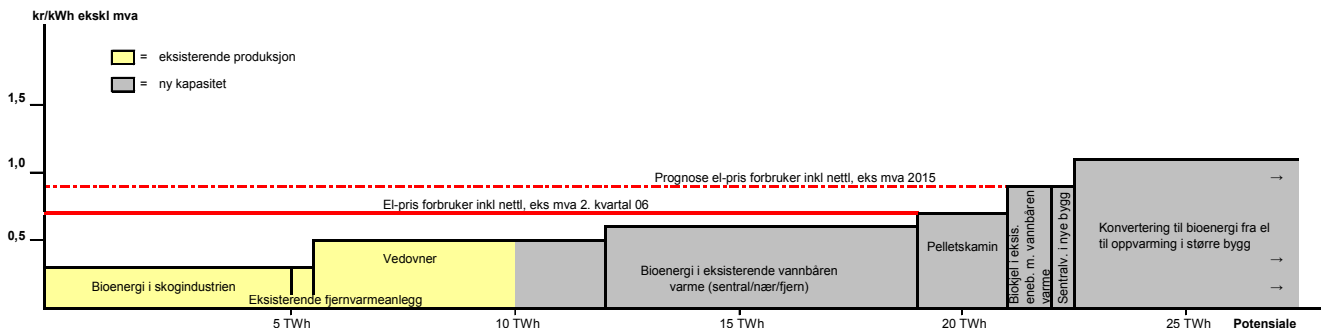 kr/kWh ekskl mva
= eksisterende produksjon
= ny kapasitet
1,5
1,0
0,5
Prognose el-pris forbruker inkl nettl, eks mva 2015
El-pris forbruker inkl nettl, eks mva 2. kvartal 06
Bioenergi i skogindustrien
Eksisterende fjernvarmeanlegg
Vedovner
Bioenergi i eksisterende vannbåren
varme (sentral/nær/fjern)
Pelletskamin
Biokjel i eksis.
eneb. m. vannbåren
varme
Sentralv. i nye bygg
Konvertering til bioenergi fra el
til oppvarming i større bygg
→
→
→
5 TWh
10 TWh
15 TWh
20 TWh
25 TWh
Potensiale